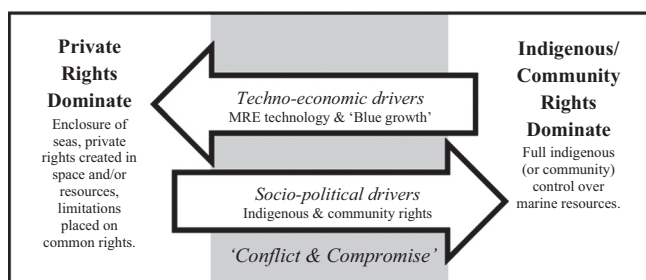 Private
Rights
Dominate
Enclosure of
seas, private
rights created in
space and/or
resources,
limitations
placed on
common rights.
Techno-economic drivers
MRE technology & ‘Blue growth’
Socio-political drivers
Indigenous & community rights
‘Conflict & Compromise’
Indigenous/
Community
Rights
Dominate
Full indigenous
(or community)
control over
marine resources.